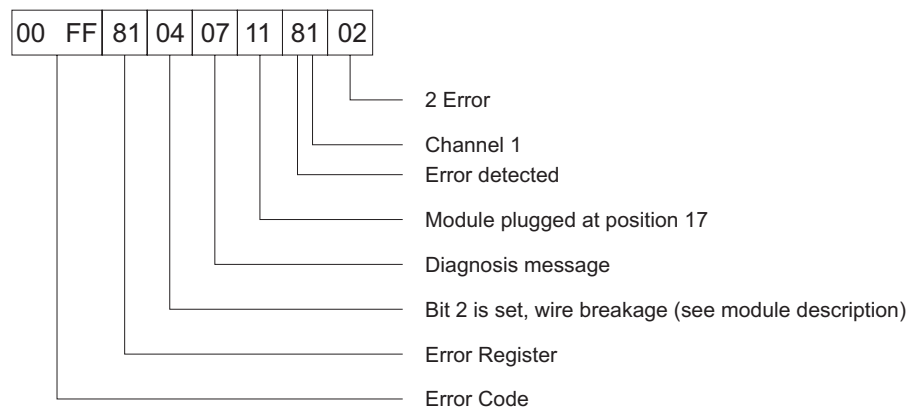 00 FF 81 04 07 11 81 02
2 Error
Channel 1
Error detected
Module plugged at position 17
Diagnosis message
Bit 2 is set, wire breakage (see module description)
Error Register
Error Code